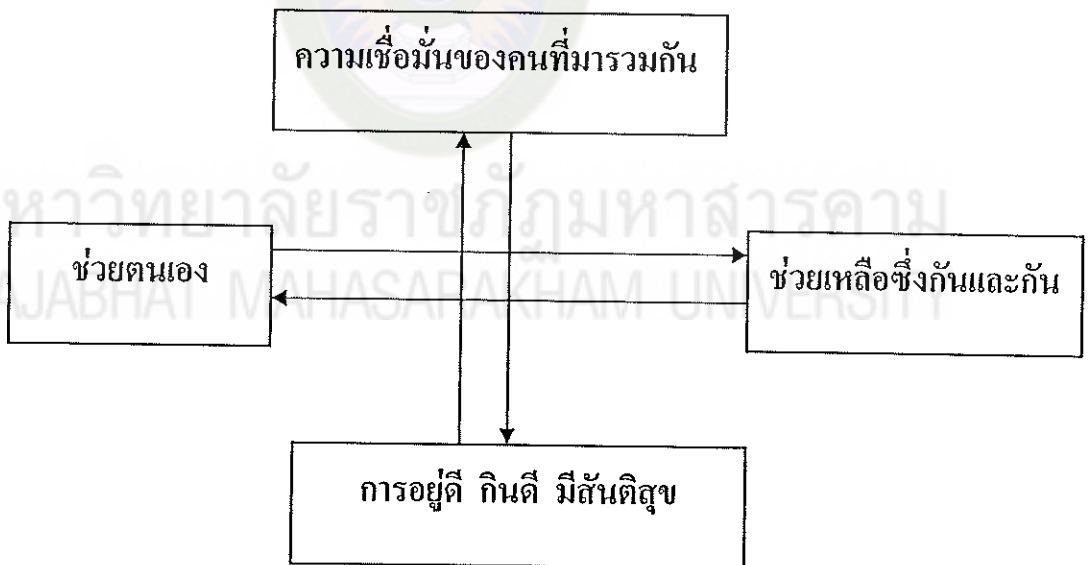 ความเชื่อมั่นของคนที่มารวมกัน
มหาวิทยาลัยราชภัฏมหาสารคาม
ช่วยตนเอง
ช่วยเหลือซึ่งกันและกัน
RAJABHAT MAHASARAKHAM UNIVERSITY
การอยู่ดี กินดี มีสันติสุข